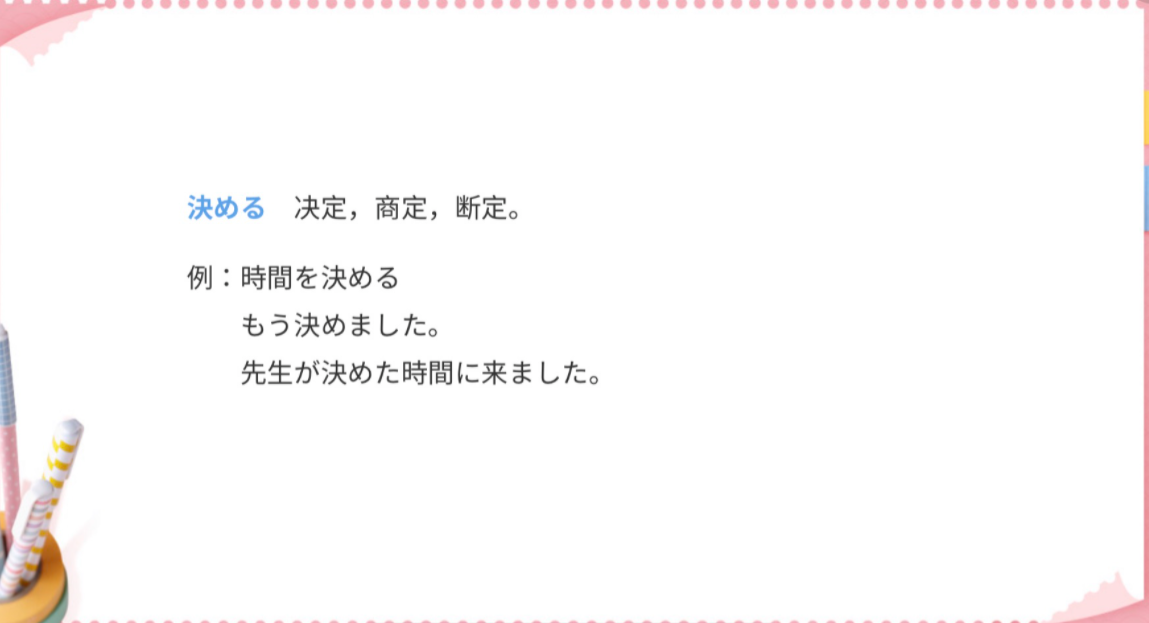 決める　决定，商定，断定。
例：時間を決める
もう決めました。
先生が決めた時間に来ました。